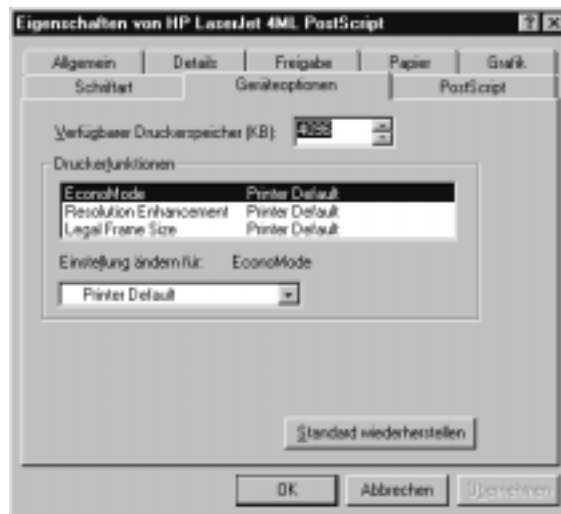 Eigenschaften von HP LaserJet 4ML PostScript
Allgemein Details Freigabe Papier Grafik
Schriftart Geräteoptionen PostScript
Verfügbarer Druckerspeicher (KB): 4096
Druckerfunktionen
EconoMode Printer Default
Resolution Enhancement Printer Default
Legal Frame Size Printer Default
Einstellung ändern für: EconoMode
Printer Default
Standard wiederherstellen
OK Abbrechen Übernehmen